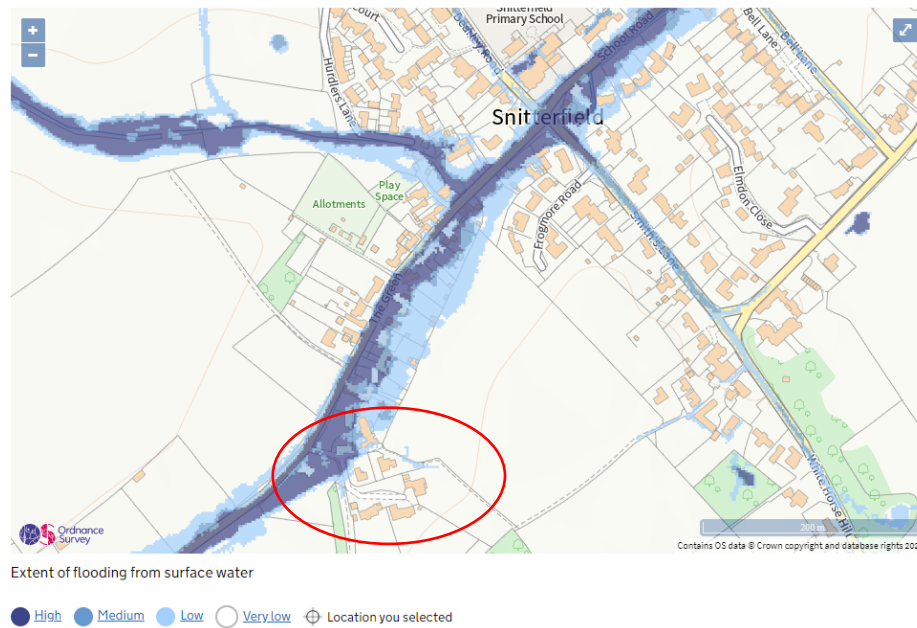 +
−
Court
Snitterfield
Primary School
School Road
Bell Lane
Bell Lane
Hurdlers Lane
Snitterfield
Elmdon Close
Play
Space
Allotments
Frogmore Road
Smith's Lane
The Green
White Horse Hill
200 m
Ordnance
Survey
Contains OS data © Crown copyright and database rights 202
Extent of flooding from surface water
High Medium Low Very low Location you selected